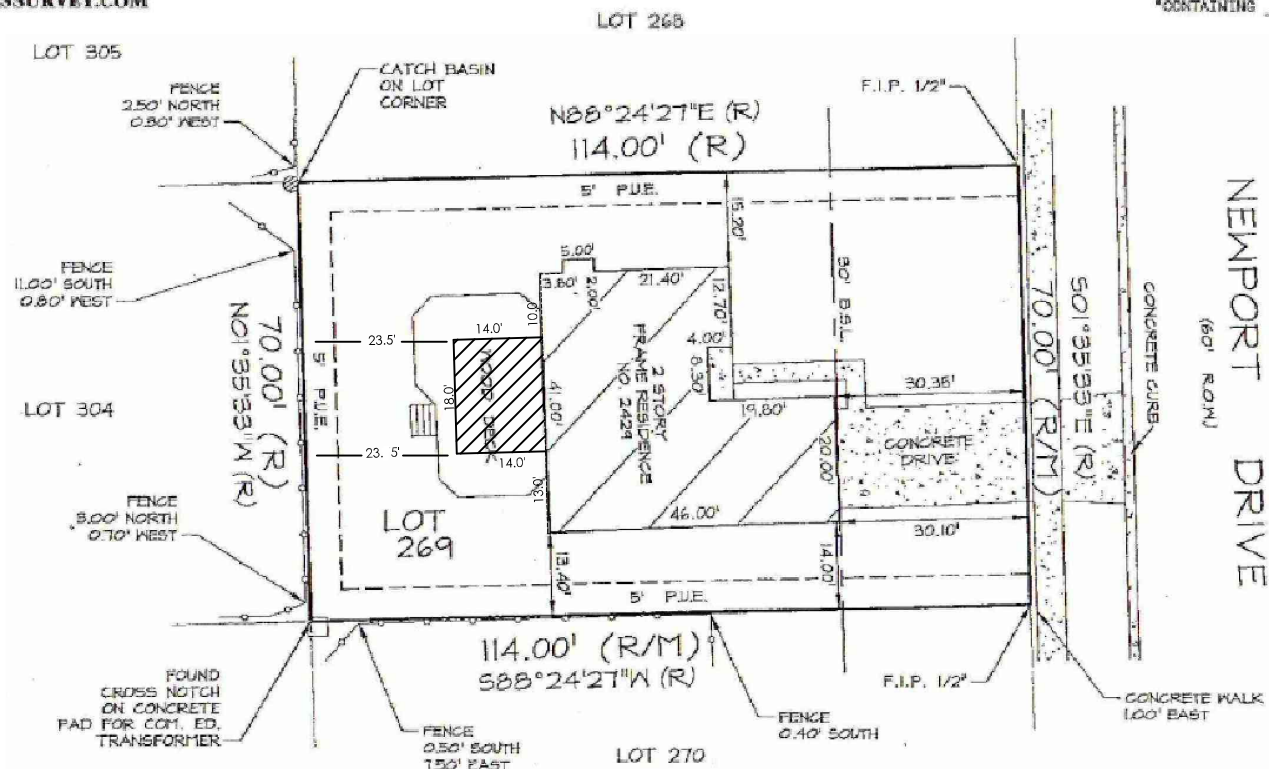 SSURVEY.COM
"CONTAINING
LOT 268
LOT 305
FENCE
2.50' NORTH
0.80' WEST
CATCH BASIN
ON LOT
CORNER
F.I.P. 1/2"
N88°24'27"E (R)
114.00' (R)
5' P.U.E.
15.20'
NEWPORT DRIVE
(60' R.O.W)
FENCE
11.00' SOUTH
0.80' WEST
5.00'
3.60'
2.00'
21.40'
12.70'
30' B.S.L.
CONCRETE CURB
10.0'
14.0'
23.5'
4.00'
8.30'
N01°35'33"W (R)
70.00' (R)
5' P.U.E.
WOOD DECK
18.0'
41.00'
2 STORY
FRAME RESIDENCE
NO. 2424
S01°35'33"E (R)
70.00' (R/M)
30.35'
19.80'
LOT 304
CONCRETE
DRIVE
20.00'
23. 5'
14.0'
13.0'
46.00'
30.10'
FENCE
3.00' NORTH
0.70' WEST
LOT
269
13.40'
14.00'
5' P.U.E.
114.00' (R/M)
S88°24'27"W (R)
FOUND
CROSS NOTCH
ON CONCRETE
PAD FOR COM. ED.
TRANSFORMER
F.I.P. 1/2"
CONCRETE WALK
1.00' EAST
FENCE
0.50' SOUTH
7.50' EAST
FENCE
0.40' SOUTH
LOT 270